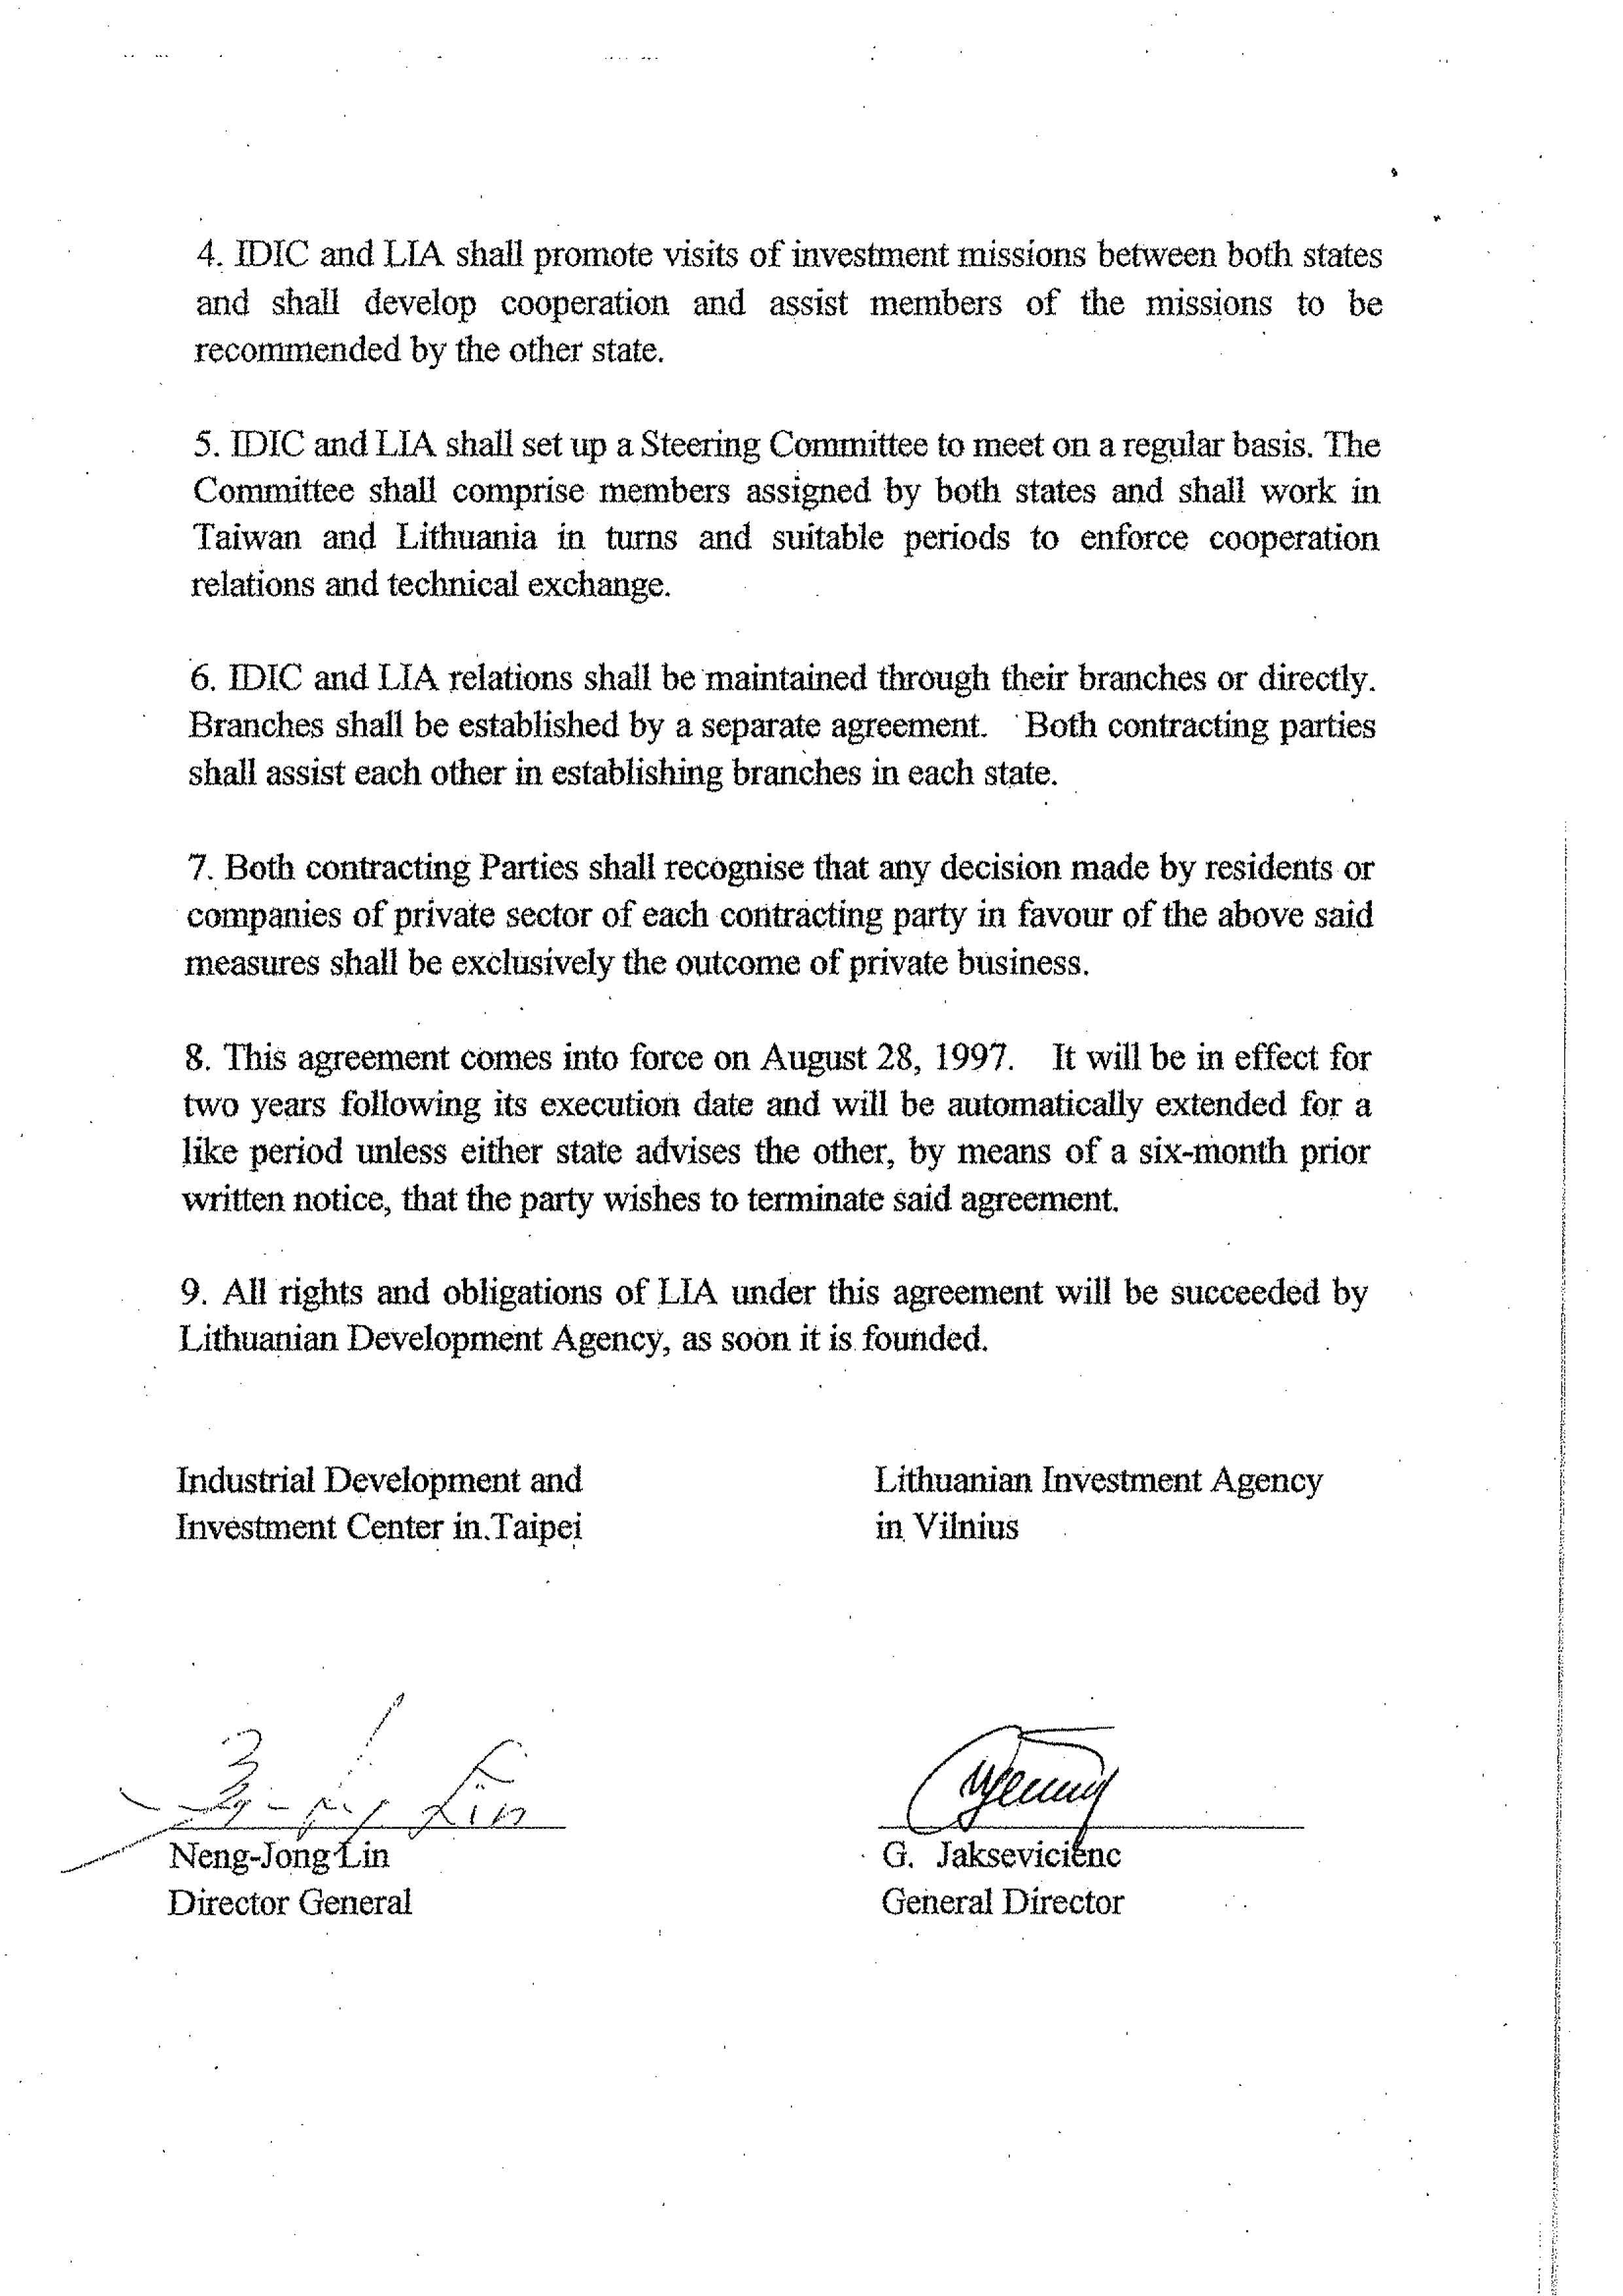 4. IDIC and LIA shall promote visits of investment missions between both states
and shall develop cooperation and assist members of the missions to be
recommended by the other state.
5. IDIC and LIA shall set up a Steering Committee to meet on a regular basis. The
Committee shall comprise members assigned by both states and shall work in
Taiwan and Lithuania in turns and suitable periods to enforce cooperation
relations and technical exchange.
6. IDIC and LIA relations shall be maintained through their branches or directly.
Branches shall be established by a separate agreement. Both contracting parties
shall assist each other in establishing branches in each state.
7. Both contracting Parties shall recognise that any decision made by residents or
companies of private sector of each contracting party in favour of the above said
measures shall be exclusively the outcome of private business.
8. This agreement comes into force on August 28, 1997. It will be in effect for
two years following its execution date and will be automatically extended for a
like period unless either state advises the other, by means of a six-month prior
written notice, that the party wishes to terminate said agreement.
9. All rights and obligations of LIA under this agreement will be succeeded by
Lithuanian Development Agency, as soon it is founded.
Industrial Development and
Investment Center in Taipei
Lithuanian Investment Agency
in Vilnius
Lin
Neng-Jong Lin
Director General
G. Jaksevicienc
General Director